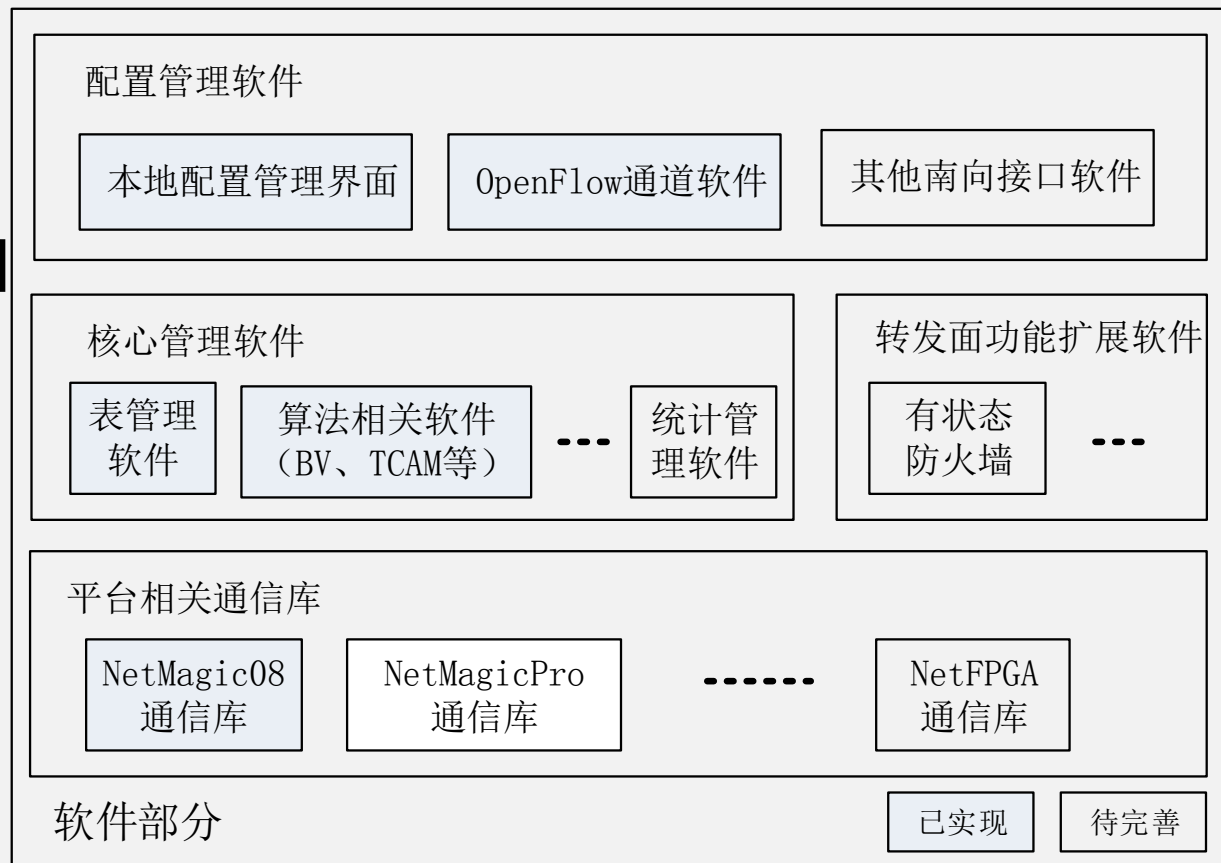 配置管理软件
本地配置管理界面
OpenFlow通道软件
其他南向接口软件
核心管理软件
表管理
软件
算法相关软件
（BV、TCAM等）
统计管
理软件
转发面功能扩展软件
有状态
防火墙
平台相关通信库
NetMagic08
通信库
NetMagicPro
通信库
NetFPGA
通信库
软件部分
已实现
待完善